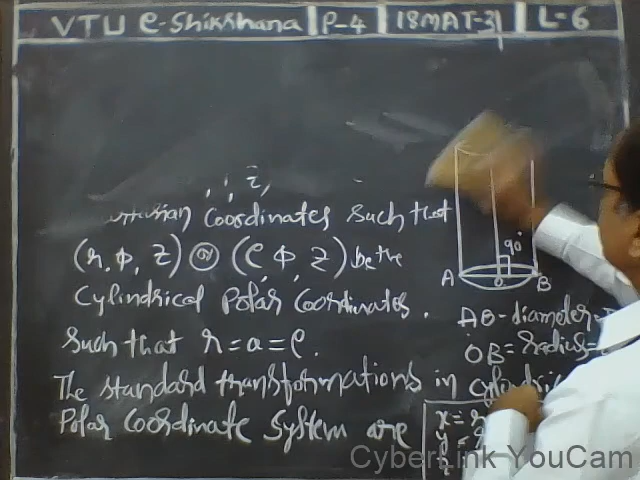 VTU e-Shikshana P-4 18MAT-31 L-6
z,
Coordinates such that
(r, φ, z) or (ρ, φ, z) be the
Cylindrical Polar Coordinates.
such that r = a = ρ.
The standard transformations in cylindric
Polar Coordinate System are
90°
A O B
AB - diameter =
OB = radius =
x =
y =
CyberLink YouCam